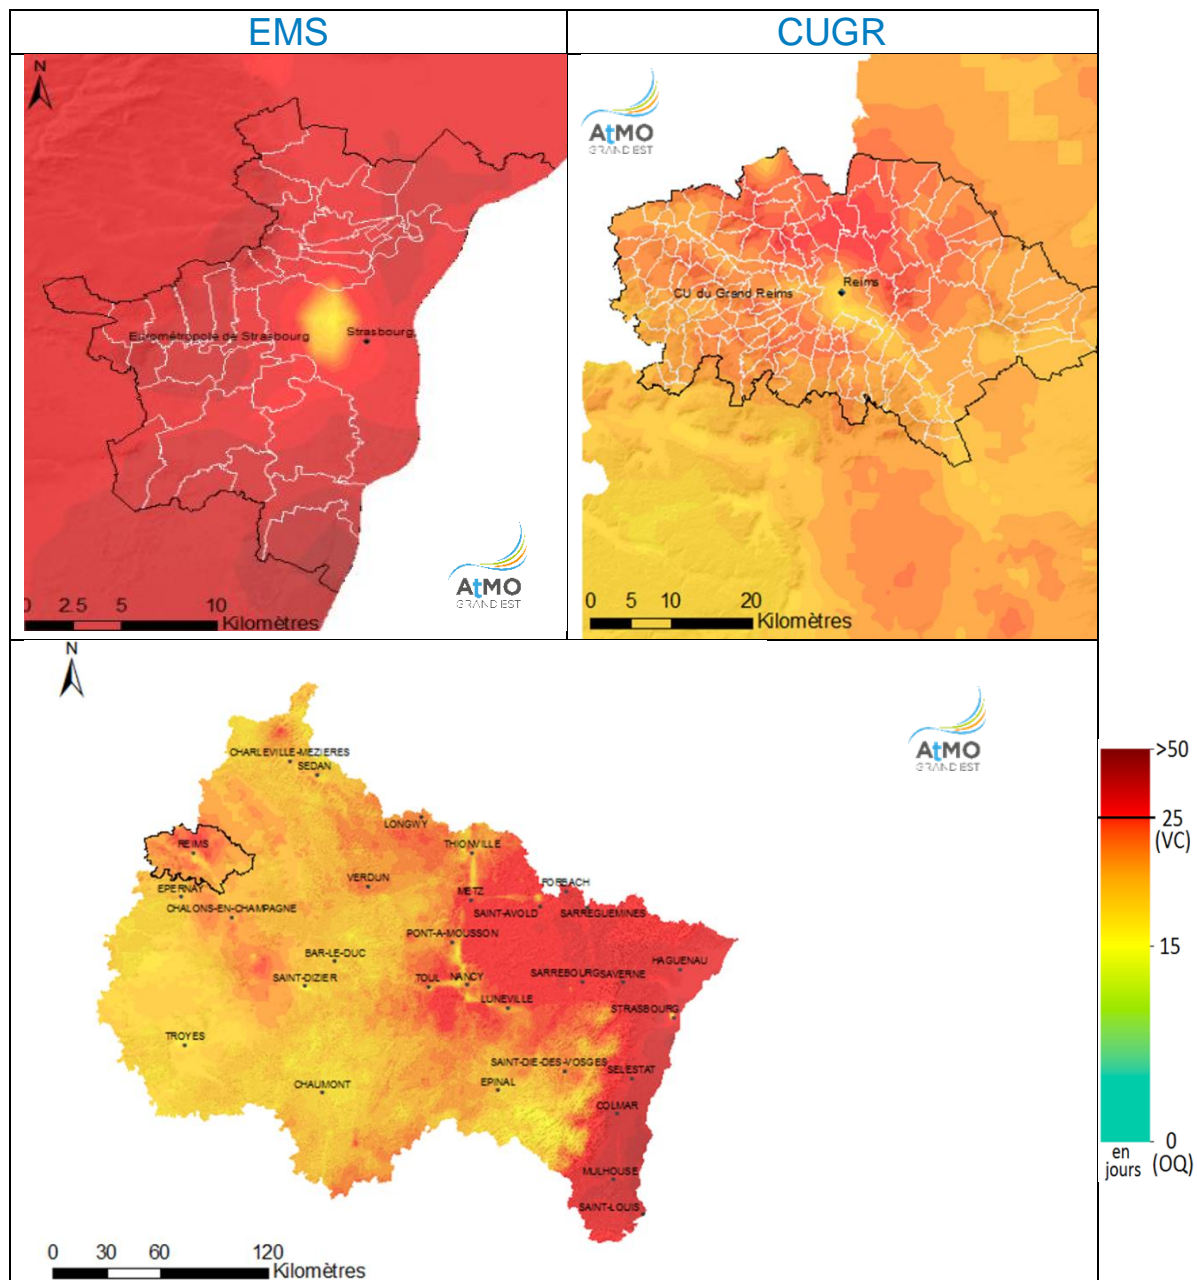 EMS
CUGR
N
AtMO
GRAND EST
Eurométropole de Strasbourg
Strasbourg
0 2.5 5 10
Kilomètres
AtMO
GRAND EST
CU du Grand Reims
Reims
0 5 10 20
Kilomètres
N
AtMO
GRAND EST
CHARLEVILLE-MEZIERES
SEDAN
LONGWY
REIMS
THIONVILLE
VERDUN
FORBACH
EPERNAY
METZ
CHALONS-EN-CHAMPAGNE
SAINT-AVOLD
SARREGUEMINES
PONT-A-MOUSSON
BAR-LE-DUC
HAGUENAU
SAINT-DIZIER
TOUL
NANCY
SARREBOURG
SAVERNE
LUNEVILLE
STRASBOURG
TROYES
SAINT-DIE-DES-VOSGES
SELESTAT
CHAUMONT
EPINAL
COLMAR
MULHOUSE
SAINT-LOUIS
0 30 60 120
Kilomètres
>50
25
(VC)
15
0
(OQ)
en
jours